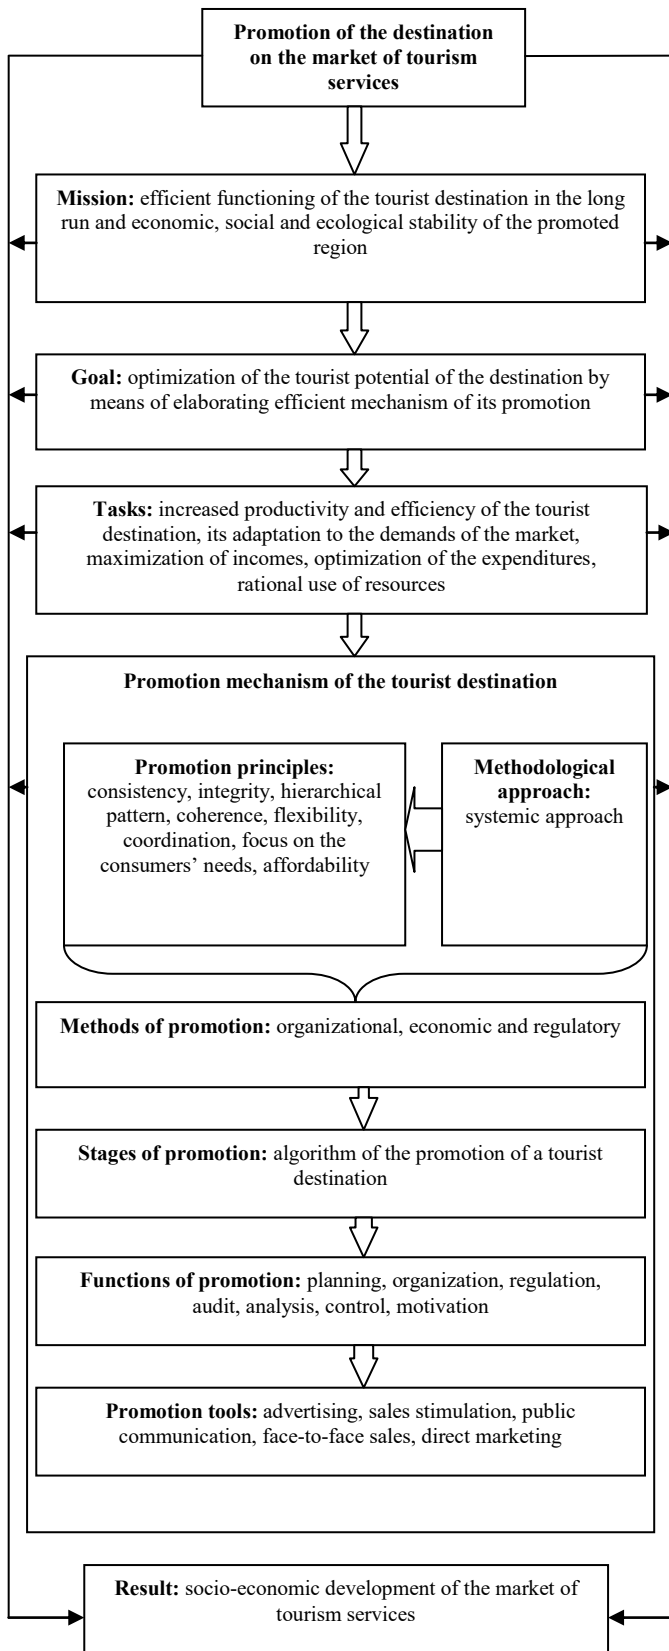 Promotion of the destination
on the market of tourism
services
Mission: efficient functioning of the tourist destination in the long
run and economic, social and ecological stability of the promoted
region
Goal: optimization of the tourist potential of the destination by
means of elaborating efficient mechanism of its promotion
Tasks: increased productivity and efficiency of the tourist
destination, its adaptation to the demands of the market,
maximization of incomes, optimization of the expenditures,
rational use of resources
Promotion mechanism of the tourist destination
Promotion principles:
consistency, integrity, hierarchical
pattern, coherence, flexibility,
coordination, focus on the
consumers’ needs, affordability
Methodological
approach:
systemic approach
Methods of promotion: organizational, economic and regulatory
Stages of promotion: algorithm of the promotion of a tourist
destination
Functions of promotion: planning, organization, regulation,
audit, analysis, control, motivation
Promotion tools: advertising, sales stimulation, public
communication, face-to-face sales, direct marketing
Result: socio-economic development of the market of
tourism services